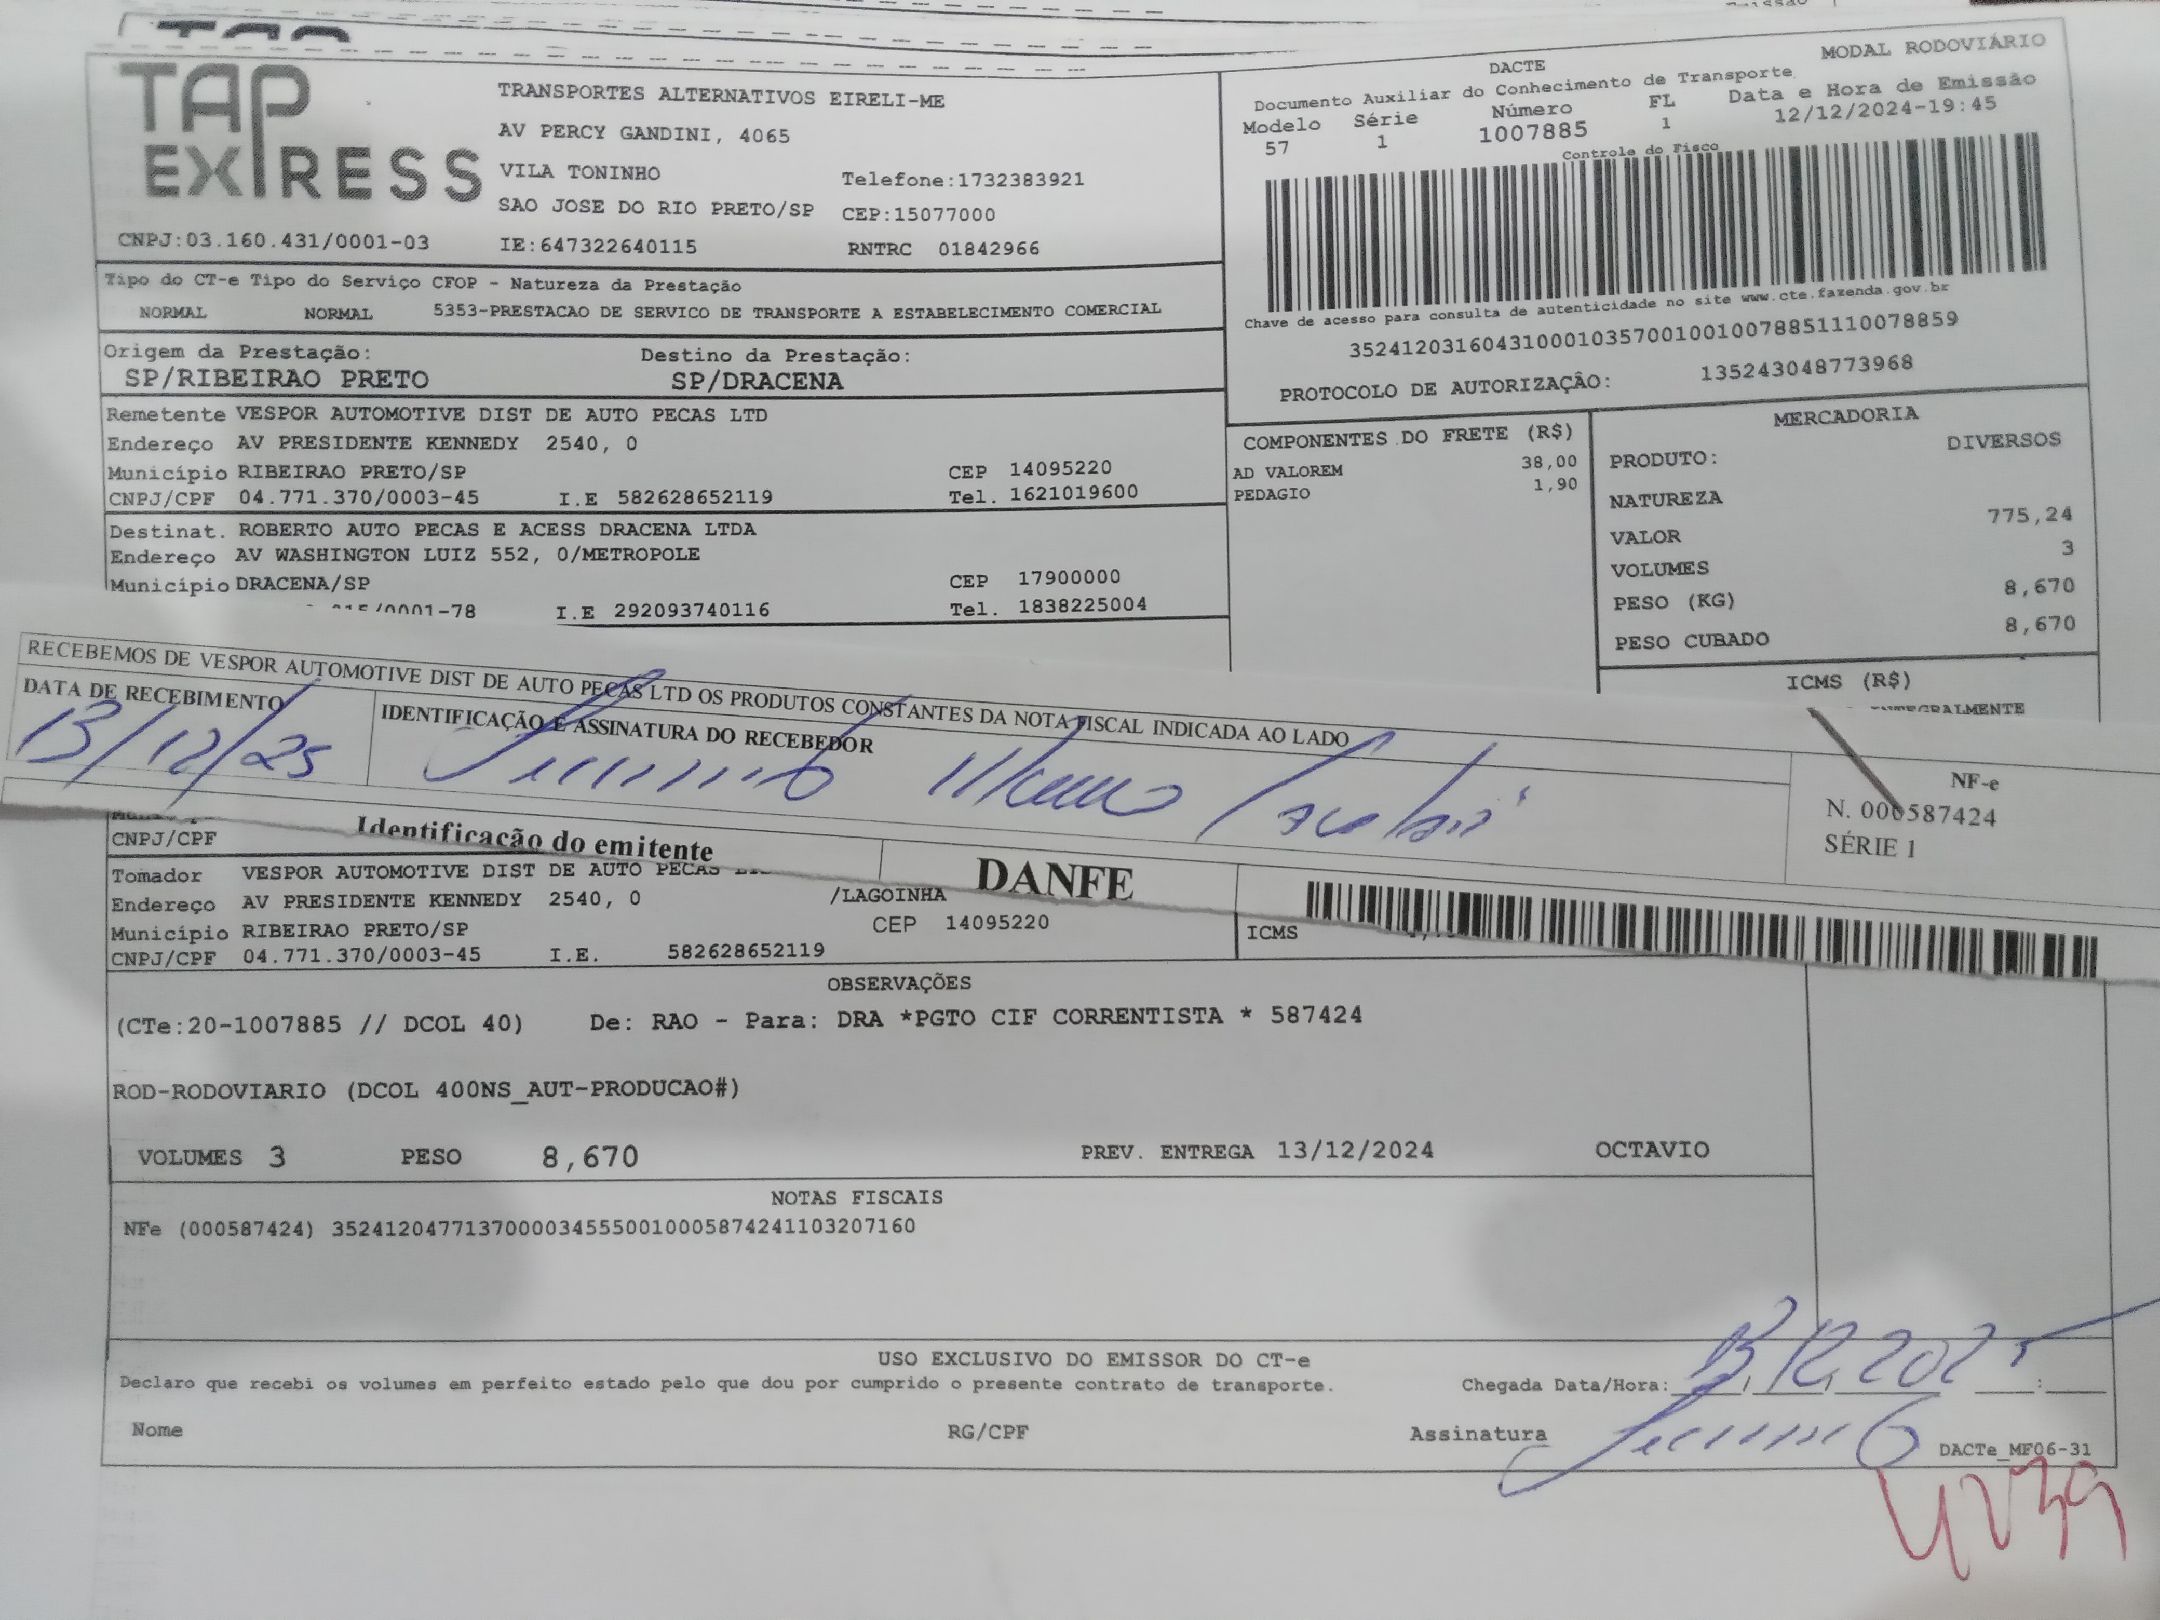 TAP
EXPRESS
TRANSPORTES ALTERNATIVOS EIRELI-ME
AV PERCY GANDINI, 4065
VILA TONINHO Telefone:1732383921
SAO JOSE DO RIO PRETO/SP CEP:15077000
CNPJ:03.160.431/0001-03 IE:647322640115 RNTRC 01842966
DACTE MODAL RODOVIÁRIO
Documento Auxiliar do Conhecimento de Transporte
Modelo Série Número FL Data e Hora de Emissão
57 1 1007885 1 12/12/2024-19:45
Controle do Fisco
Chave de acesso para consulta de autenticidade no site www.cte.fazenda.gov.br
35241203160431000103570010010078851110078859
PROTOCOLO DE AUTORIZAÇÃO: 135243048773968
Tipo do CT-e Tipo do Serviço CFOP - Natureza da Prestação
NORMAL NORMAL 5353-PRESTACAO DE SERVICO DE TRANSPORTE A ESTABELECIMENTO COMERCIAL
Origem da Prestação: Destino da Prestação:
SP/RIBEIRAO PRETO SP/DRACENA
Remetente VESPOR AUTOMOTIVE DIST DE AUTO PECAS LTD
Endereço AV PRESIDENTE KENNEDY 2540, 0
Município RIBEIRAO PRETO/SP CEP 14095220
CNPJ/CPF 04.771.370/0003-45 I.E 582628652119 Tel. 1621019600
Destinat. ROBERTO AUTO PECAS E ACESS DRACENA LTDA
Endereço AV WASHINGTON LUIZ 552, 0/METROPOLE
Município DRACENA/SP CEP 17900000
/0001-78 I.E 292093740116 Tel. 1838225004
COMPONENTES DO FRETE (R$)
AD VALOREM 38,00
PEDAGIO 1,90
MERCADORIA
PRODUTO: DIVERSOS
NATUREZA
VALOR 775,24
VOLUMES 3
PESO (KG) 8,670
PESO CUBADO 8,670
ICMS (R$)
INTEGRALMENTE
RECEBEMOS DE VESPOR AUTOMOTIVE DIST DE AUTO PECAS LTD OS PRODUTOS CONSTANTES DA NOTA FISCAL INDICADA AO LADO
DATA DE RECEBIMENTO IDENTIFICAÇÃO E ASSINATURA DO RECEBEDOR
13/12/25
NF-e
N. 000587424
SÉRIE 1
Identificação do emitente
DANFE
CNPJ/CPF
Tomador VESPOR AUTOMOTIVE DIST DE AUTO PECAS
Endereço AV PRESIDENTE KENNEDY 2540, 0 /LAGOINHA
Município RIBEIRAO PRETO/SP CEP 14095220
CNPJ/CPF 04.771.370/0003-45 I.E. 582628652119
ICMS
OBSERVAÇÕES
(CTe:20-1007885 // DCOL 40) De: RAO - Para: DRA *PGTO CIF CORRENTISTA * 587424
ROD-RODOVIARIO (DCOL 400NS_AUT-PRODUCAO#)
VOLUMES 3 PESO 8,670 PREV. ENTREGA 13/12/2024 OCTAVIO
NOTAS FISCAIS
NFe (000587424) 35241204771370000345550010005874241103207160
USO EXCLUSIVO DO EMISSOR DO CT-e
Declaro que recebi os volumes em perfeito estado pelo que dou por cumprido o presente contrato de transporte. Chegada Data/Hora: 13/12/2025
Nome RG/CPF Assinatura DACTe_MF06-31